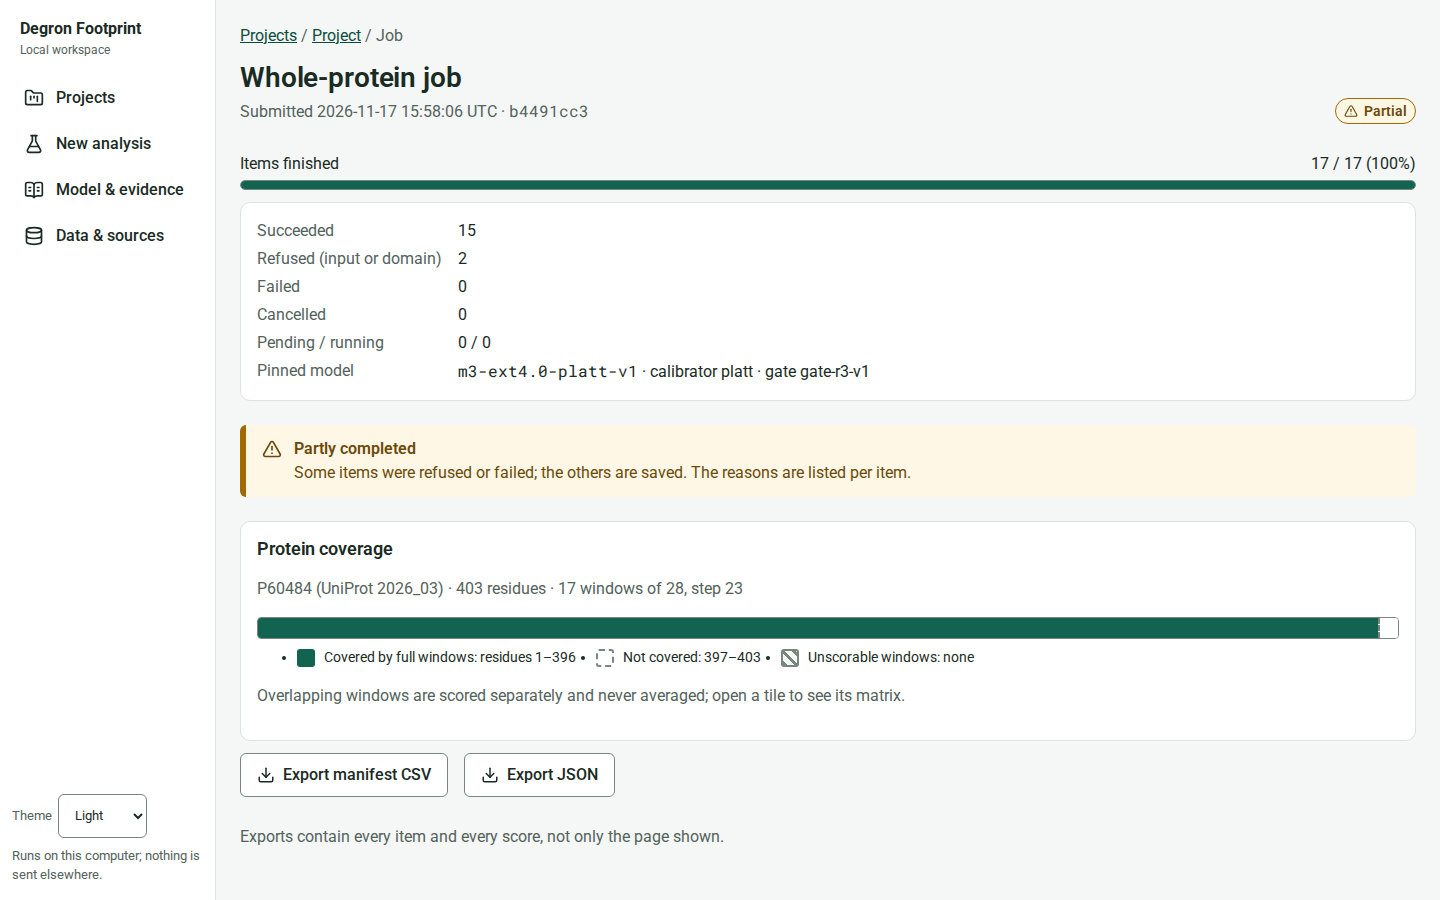 Degron Footprint
Local workspace
Projects
New analysis
Model & evidence
Data & sources
Theme
Light
Runs on this computer; nothing is
sent elsewhere.
Projects / Project / Job
Whole-protein job
Submitted 2026-11-17 15:58:06 UTC · b4491cc3
Partial
Items finished
17 / 17 (100%)
Succeeded 15
Refused (input or domain) 2
Failed 0
Cancelled 0
Pending / running 0 / 0
Pinned model m3-ext4.0-platt-v1 · calibrator platt · gate gate-r3-v1
Partly completed
Some items were refused or failed; the others are saved. The reasons are listed per item.
Protein coverage
P60484 (UniProt 2026_03) · 403 residues · 17 windows of 28, step 23
• Covered by full windows: residues 1–396 • Not covered: 397–403 • Unscorable windows: none
Overlapping windows are scored separately and never averaged; open a tile to see its matrix.
Export manifest CSV
Export JSON
Exports contain every item and every score, not only the page shown.